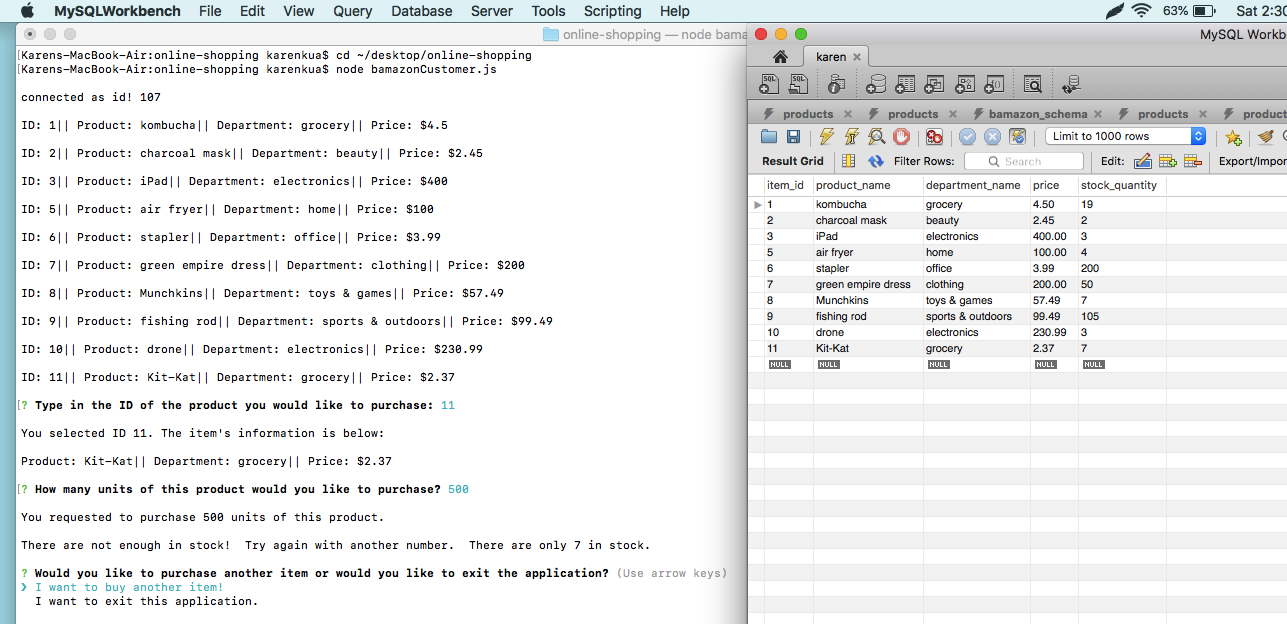 MySQLWorkbench File Edit View Query Database Server Tools Scripting Help 63% Sat 2:30
online-shopping — node bama
[Karens-MacBook-Air:online-shopping karenkua$ cd ~/desktop/online-shopping
[Karens-MacBook-Air:online-shopping karenkua$ node bamazonCustomer.js
connected as id! 107
ID: 1|| Product: kombucha|| Department: grocery|| Price: $4.5
ID: 2|| Product: charcoal mask|| Department: beauty|| Price: $2.45
ID: 3|| Product: iPad|| Department: electronics|| Price: $400
ID: 5|| Product: air fryer|| Department: home|| Price: $100
ID: 6|| Product: stapler|| Department: office|| Price: $3.99
ID: 7|| Product: green empire dress|| Department: clothing|| Price: $200
ID: 8|| Product: Munchkins|| Department: toys & games|| Price: $57.49
ID: 9|| Product: fishing rod|| Department: sports & outdoors|| Price: $99.49
ID: 10|| Product: drone|| Department: electronics|| Price: $230.99
ID: 11|| Product: Kit-Kat|| Department: grocery|| Price: $2.37
[? Type in the ID of the product you would like to purchase: 11
You selected ID 11. The item's information is below:
Product: Kit-Kat|| Department: grocery|| Price: $2.37
[? How many units of this product would you like to purchase? 500
You requested to purchase 500 units of this product.
There are not enough in stock!  Try again with another number.  There are only 7 in stock.
? Would you like to purchase another item or would you like to exit the application? (Use arrow keys)
❯ I want to buy another item!
I want to exit this application.
MySQL Workb
karen
products products bamazon_schema products product
Limit to 1000 rows
Result Grid Filter Rows: Search Edit: Export/Impor
item_id product_name department_name price stock_quantity
1 kombucha grocery 4.50 19
2 charcoal mask beauty 2.45 2
3 iPad electronics 400.00 3
5 air fryer home 100.00 4
6 stapler office 3.99 200
7 green empire dress clothing 200.00 50
8 Munchkins toys & games 57.49 7
9 fishing rod sports & outdoors 99.49 105
10 drone electronics 230.99 3
11 Kit-Kat grocery 2.37 7
NULL NULL NULL NULL NULL